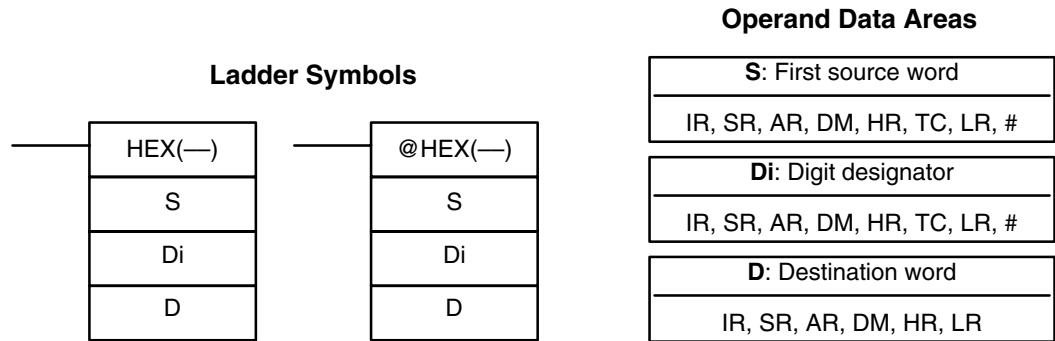 Ladder Symbols
HEX(—)
S
Di
D
@HEX(—)
S
Di
D
Operand Data Areas
S: First source word
IR, SR, AR, DM, HR, TC, LR, #
Di: Digit designator
IR, SR, AR, DM, HR, TC, LR, #
D: Destination word
IR, SR, AR, DM, HR, LR